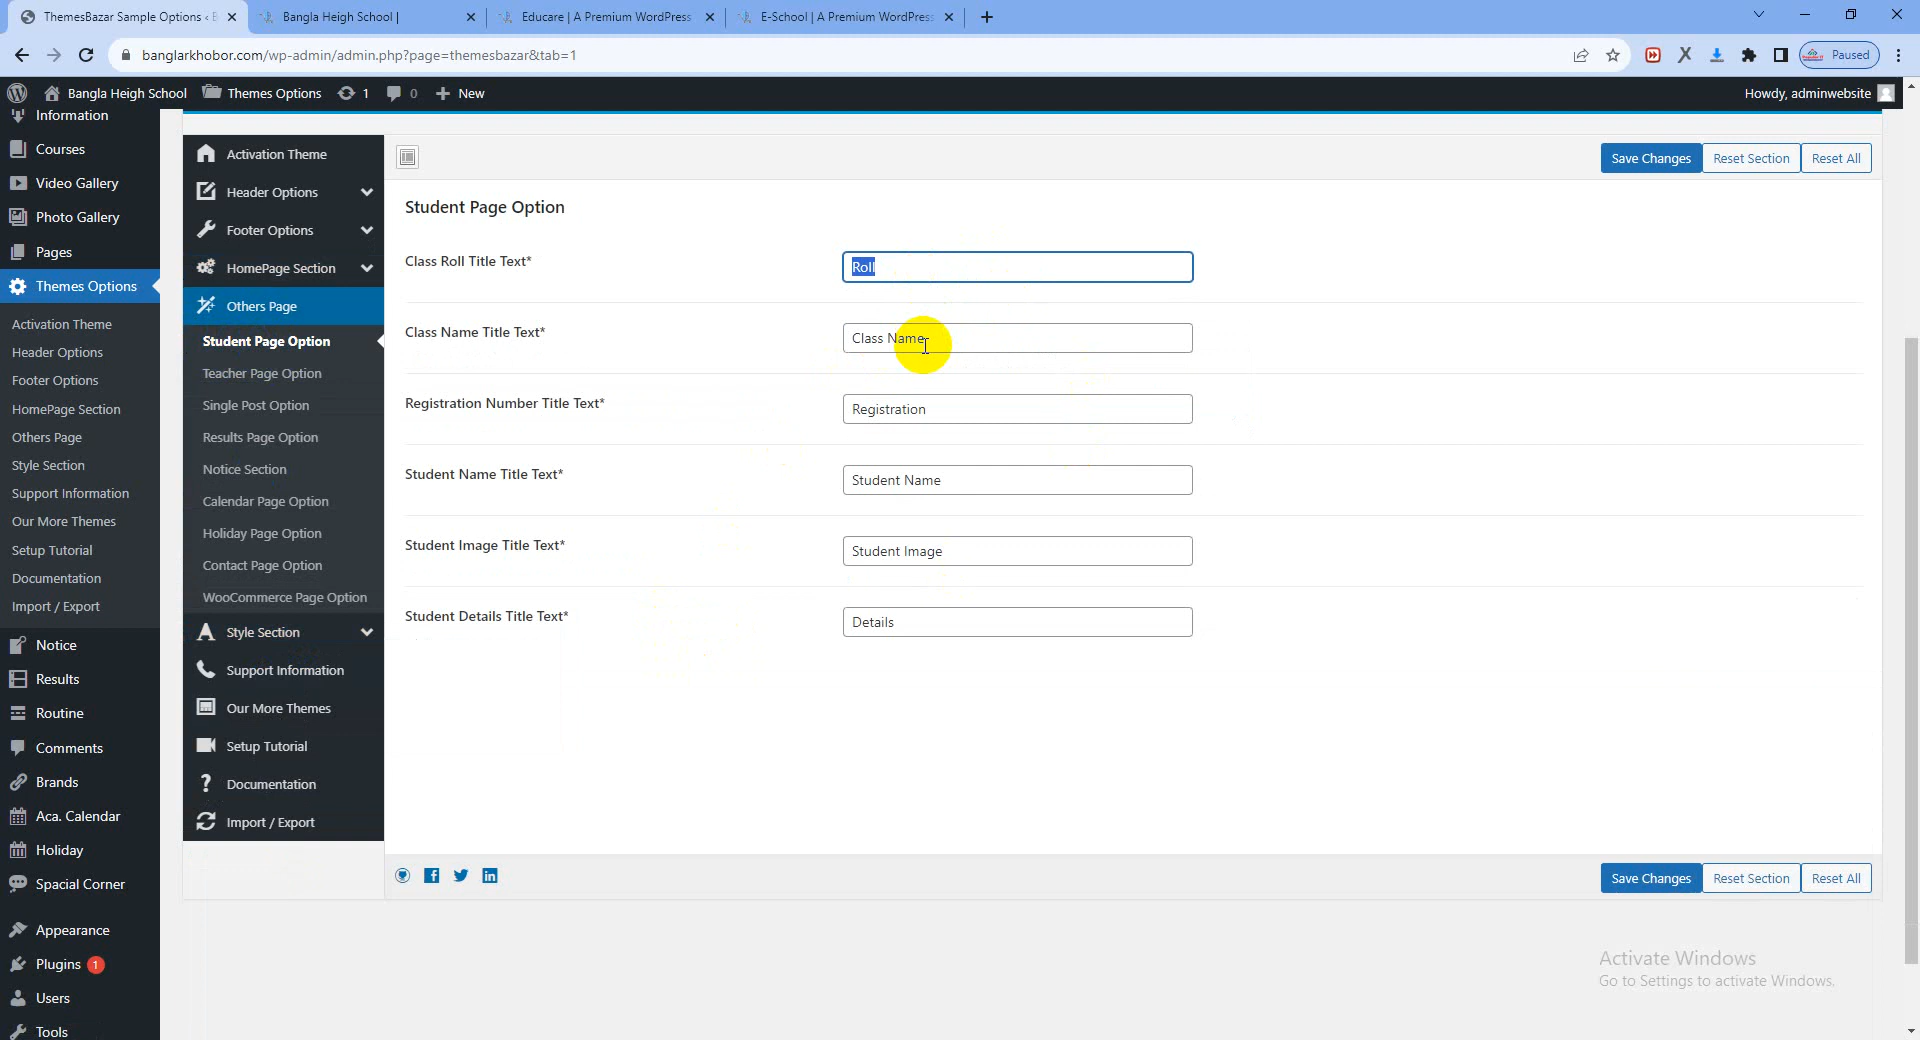 ThemesBazar Sample Options ‹ B
Bangla Heigh School |
Educare | A Premium WordPress
E-School | A Premium WordPres
banglarkhobor.com/wp-admin/admin.php?page=themesbazar&tab=1
Paused
Bangla Heigh School
Themes Options
1
0
New
Howdy, adminwebsite
Information
Courses
Video Gallery
Photo Gallery
Pages
Themes Options
Activation Theme
Header Options
Footer Options
HomePage Section
Others Page
Style Section
Support Information
Our More Themes
Setup Tutorial
Documentation
Import / Export
Notice
Results
Routine
Comments
Brands
Aca. Calendar
Holiday
Spacial Corner
Appearance
Plugins 1
Users
Tools
Activation Theme
Header Options
Footer Options
HomePage Section
Others Page
Student Page Option
Teacher Page Option
Single Post Option
Results Page Option
Notice Section
Calendar Page Option
Holiday Page Option
Contact Page Option
WooCommerce Page Option
Style Section
Support Information
Our More Themes
Setup Tutorial
Documentation
Import / Export
Save Changes
Reset Section
Reset All
Student Page Option
Class Roll Title Text*
Roll
Class Name Title Text*
Class Name
Registration Number Title Text*
Registration
Student Name Title Text*
Student Name
Student Image Title Text*
Student Image
Student Details Title Text*
Details
Save Changes
Reset Section
Reset All
Activate Windows
Go to Settings to activate Windows.